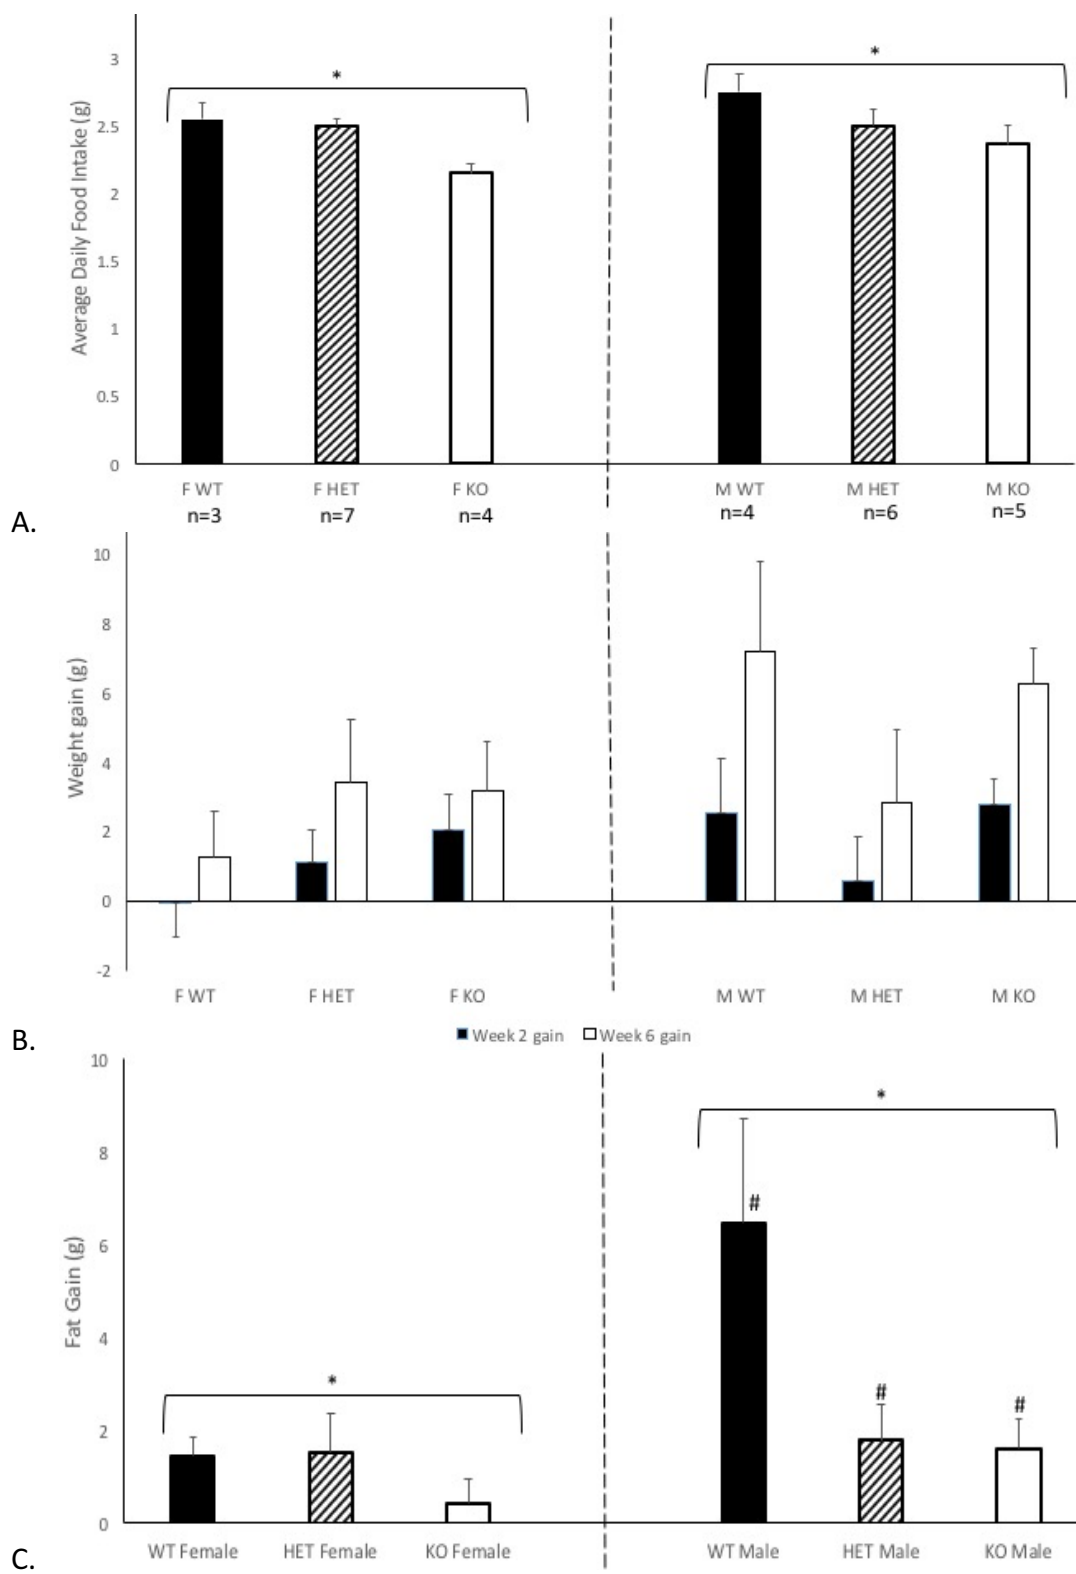 Average Daily Food Intake (g)
3
2.5
2
1.5
1
0.5
0
*
*
F WT
F HET
F KO
M WT
M HET
M KO
n=3
n=7
n=4
n=4
n=6
n=5
A.
Weight gain (g)
10
8
6
4
2
0
-2
F WT
F HET
F KO
M WT
M HET
M KO
B.
Week 2 gain
Week 6 gain
Fat Gain (g)
10
8
6
4
2
0
*
*
#
#
#
WT Female
HET Female
KO Female
WT Male
HET Male
KO Male
C.